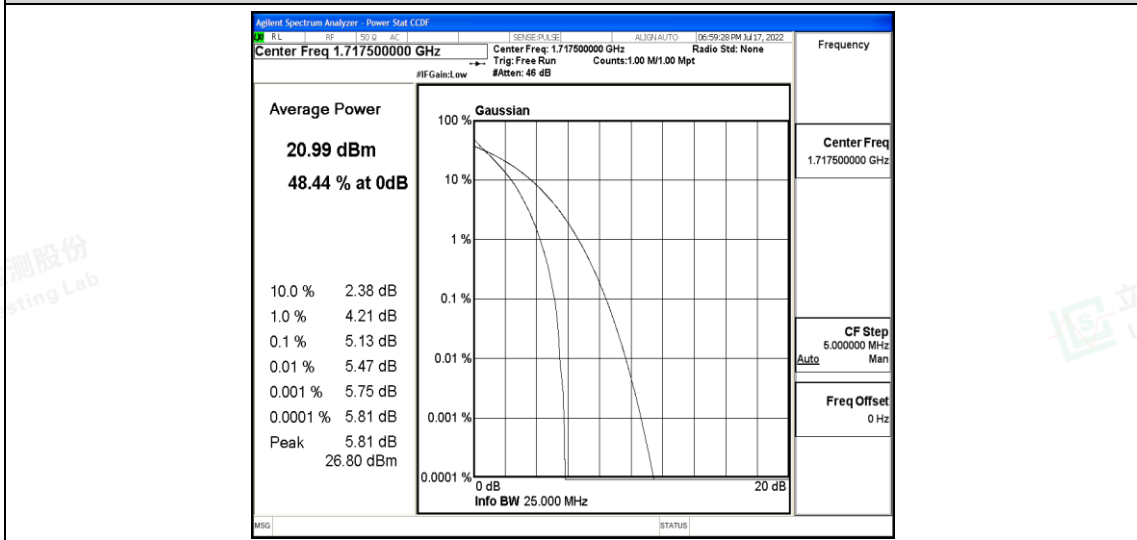 Agilent Spectrum Analyzer - Power Stat CCDF
RL RF 50 Ω AC SENSE:PULSE ALIGN AUTO 06:59:28 PM Jul 17, 2022
Center Freq 1.717500000 GHz
Center Freq: 1.717500000 GHz Radio Std: None
Trig: Free Run Counts:1.00 M/1.00 Mpt
#IFGain:Low #Atten: 46 dB
Frequency
Average Power
20.99 dBm
48.44 % at 0dB
10.0 % 2.38 dB
1.0 % 4.21 dB
0.1 % 5.13 dB
0.01 % 5.47 dB
0.001 % 5.75 dB
0.0001 % 5.81 dB
Peak 5.81 dB
26.80 dBm
Gaussian
100 %
10 %
1 %
0.1 %
0.01 %
0.001 %
0.0001 %
0 dB 20 dB
Info BW 25.000 MHz
Center Freq
1.717500000 GHz
CF Step
5.000000 MHz
Auto Man
Freq Offset
0 Hz
MSG STATUS
测股份
sting Lab
立